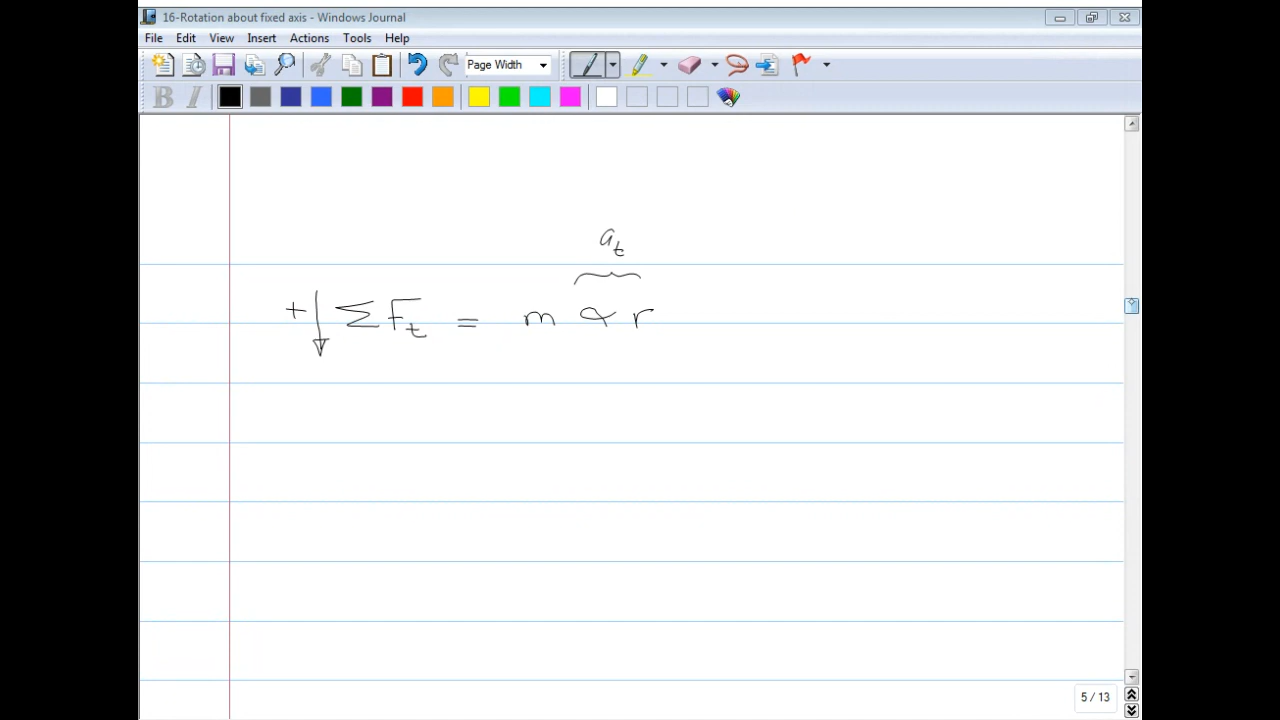 16-Rotation about fixed axis - Windows Journal
File Edit View Insert Actions Tools Help
Page Width
B I
a_t
+↓ ΣF_t = m α r
5 / 13